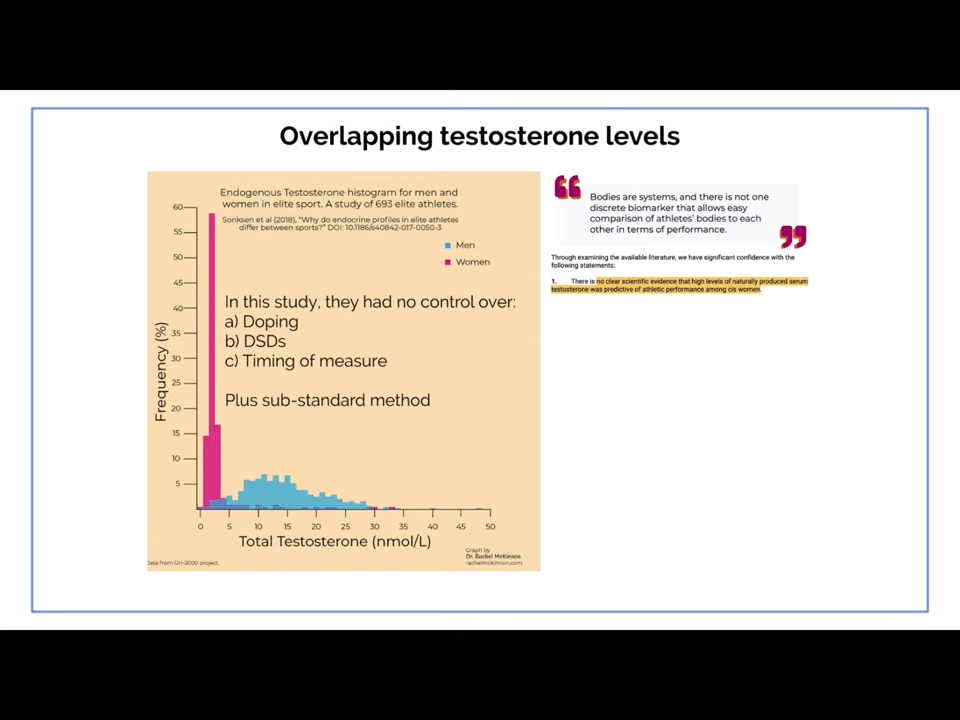 Overlapping testosterone levels
Endogenous Testosterone histogram for men and
women in elite sport. A study of 693 elite athletes.
Sonksen et al (2018), "Why do endocrine profiles in elite athletes
differ between sports?" DOI: 10.1186/s40842-017-0050-3
Men
Women
In this study, they had no control over:
a) Doping
b) DSDs
c) Timing of measure
Plus sub-standard method
Frequency (%)
60
55
50
45
40
35
30
25
20
15
10
5
0 5 10 15 20 25 30 35 40 45 50
Total Testosterone (nmol/L)
Data from GH-2000 project
Graph by
Dr. Rachel McKinnon
rachelmckinnon.com
Bodies are systems, and there is not one
discrete biomarker that allows easy
comparison of athletes' bodies to each
other in terms of performance.
Through examining the available literature, we have significant confidence with the
following statements:
1. There is no clear scientific evidence that high levels of naturally produced serum
testosterone was predictive of athletic performance among cis women.